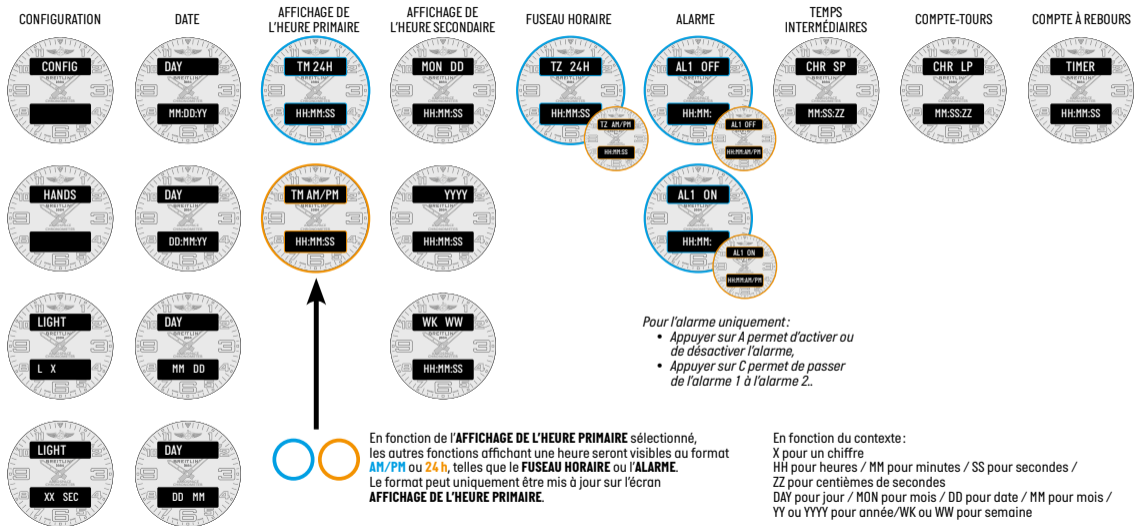 CONFIGURATION
DATE
AFFICHAGE DE
L'HEURE PRIMAIRE
AFFICHAGE DE
L'HEURE SECONDAIRE
FUSEAU HORAIRE
ALARME
TEMPS
INTERMÉDIAIRES
COMPTE-TOURS
COMPTE À REBOURS
CONFIG
DAY
MM:DD:YY
TM 24H
HH:MM:SS
MON DD
HH:MM:SS
TZ 24H
HH:MM:SS
TZ AM/PM
HH:MM:SS
AL1 OFF
HH:MM:
AL1 OFF
HH:MM:AM/PM
CHR SP
MM:SS:ZZ
CHR LP
MM:SS:ZZ
TIMER
HH:MM:SS
HANDS
DAY
DD:MM:YY
TM AM/PM
HH:MM:SS
YYYY
HH:MM:SS
AL1 ON
HH:MM:
AL1 ON
HH:MM:AM/PM
LIGHT
L X
DAY
MM DD
WK WW
HH:MM:SS
Pour l'alarme uniquement :
• Appuyer sur A permet d'activer ou
de désactiver l'alarme,
• Appuyer sur C permet de passer
de l'alarme 1 à l'alarme 2..
LIGHT
XX SEC
DAY
DD MM
En fonction de l'AFFICHAGE DE L'HEURE PRIMAIRE sélectionné,
les autres fonctions affichant une heure seront visibles au format
AM/PM ou 24 h, telles que le FUSEAU HORAIRE ou l'ALARME.
Le format peut uniquement être mis à jour sur l'écran
AFFICHAGE DE L'HEURE PRIMAIRE.
En fonction du contexte :
X pour un chiffre
HH pour heures / MM pour minutes / SS pour secondes /
ZZ pour centièmes de secondes
DAY pour jour / MON pour mois / DD pour date / MM pour mois /
YY ou YYYY pour année/WK ou WW pour semaine